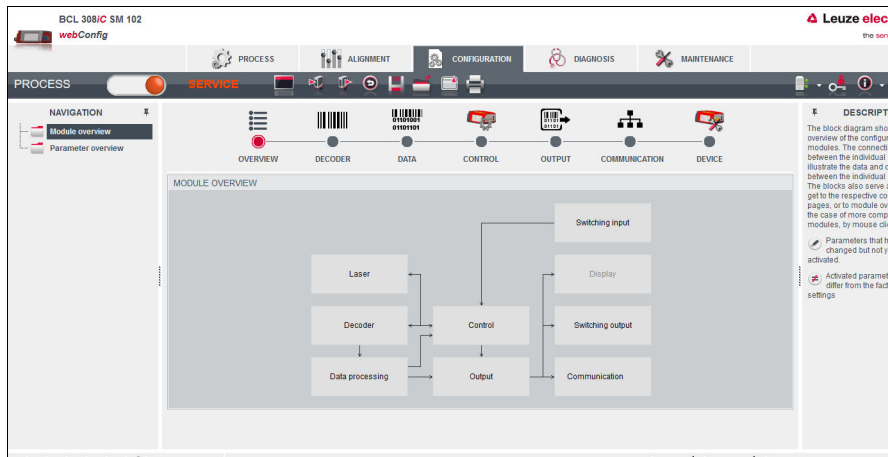 BCL 308iC SM 102
webConfig
Leuze elec
the sen
PROCESS
ALIGNMENT
CONFIGURATION
DIAGNOSIS
MAINTENANCE
PROCESS
SERVICE
NAVIGATION
Module overview
Parameter overview
OVERVIEW
DECODER
DATA
CONTROL
OUTPUT
COMMUNICATION
DEVICE
MODULE OVERVIEW
Switching input
Laser
Display
Decoder
Control
Switching output
Data processing
Output
Communication
DESCRIPT
The block diagram sho
overview of the configur
modules. The connecti
between the individual
illustrate the data and c
between the individual
The blocks also serve a
get to the respective co
pages, or to module ov
the case of more comp
modules, by mouse clic
Parameters that h
changed but not y
activated.
Activated paramet
differ from the fact
settings